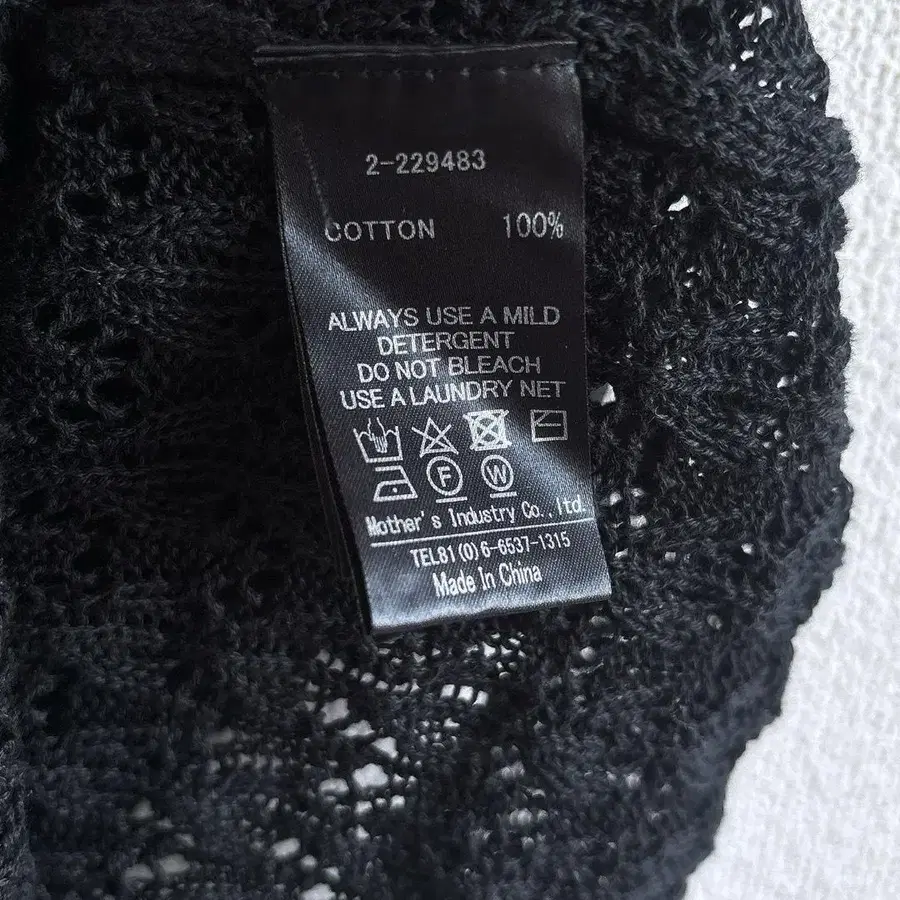 2-229483
COTTON 100%
ALWAYS USE A MILD
DETERGENT
DO NOT BLEACH
USE A LAUNDRY NET
F W
Mother's Industry Co.,ltd.
TEL81(0)6-6537-1315
Made In China